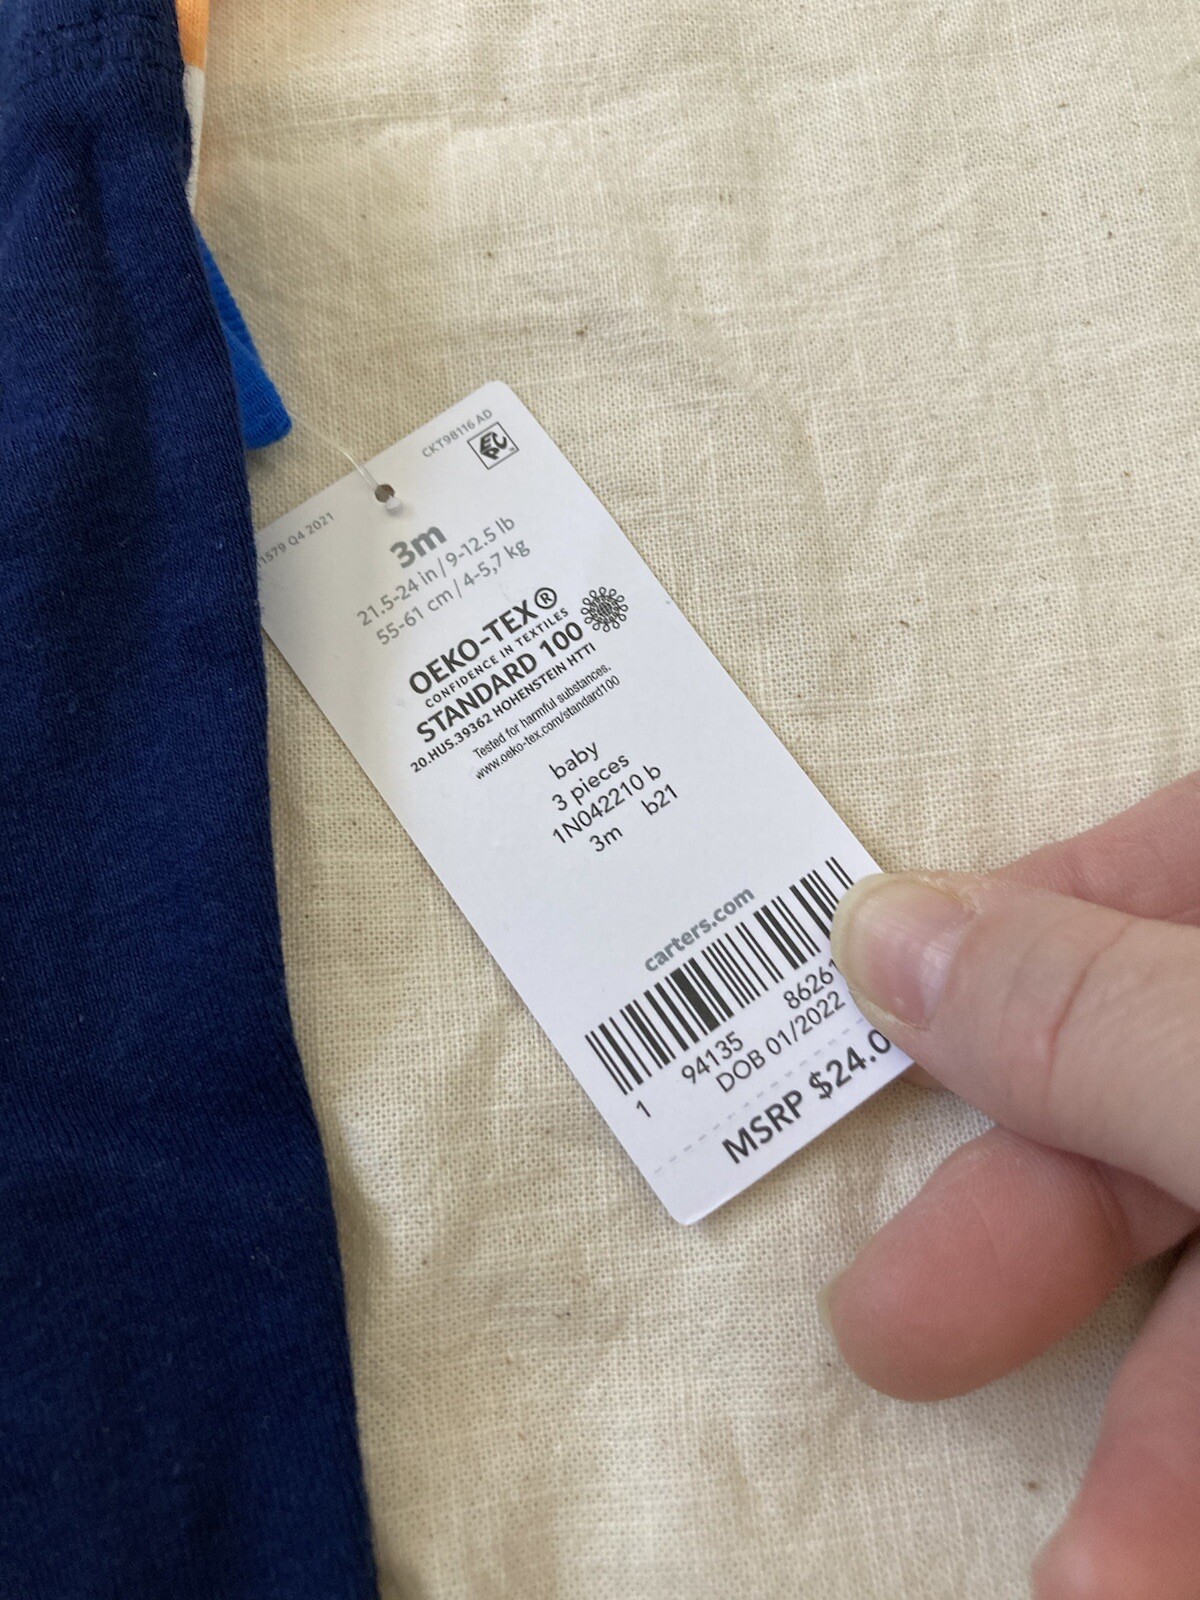 CKT98116 AD
1579 Q4 2021
3m
21.5-24 in / 9-12.5 lb
55-61 cm / 4-5,7 kg
OEKO-TEX®
CONFIDENCE IN TEXTILES
STANDARD 100
20.HUS.39362 HOHENSTEIN HTTI
Tested for harmful substances.
www.oeko-tex.com/standard100
baby
3 pieces
1N042210 b
3m b21
carters.com
1 94135 8626
DOB 01/2022
MSRP $24.0